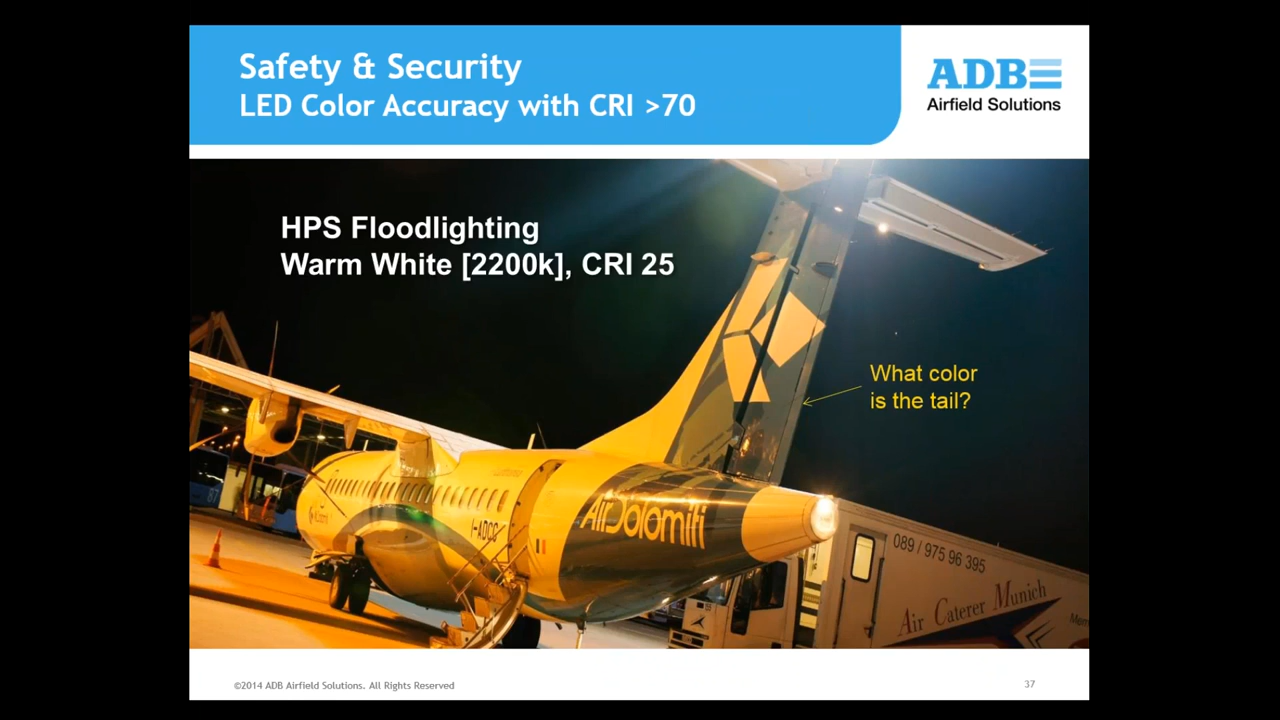 Safety & Security
LED Color Accuracy with CRI >70
ADB
Airfield Solutions
HPS Floodlighting
Warm White [2200k], CRI 25
What color
is the tail?
AirDolomiti
I-ADCC
089 / 975 96 395
Air Caterer Munich
©2014 ADB Airfield Solutions. All Rights Reserved
37